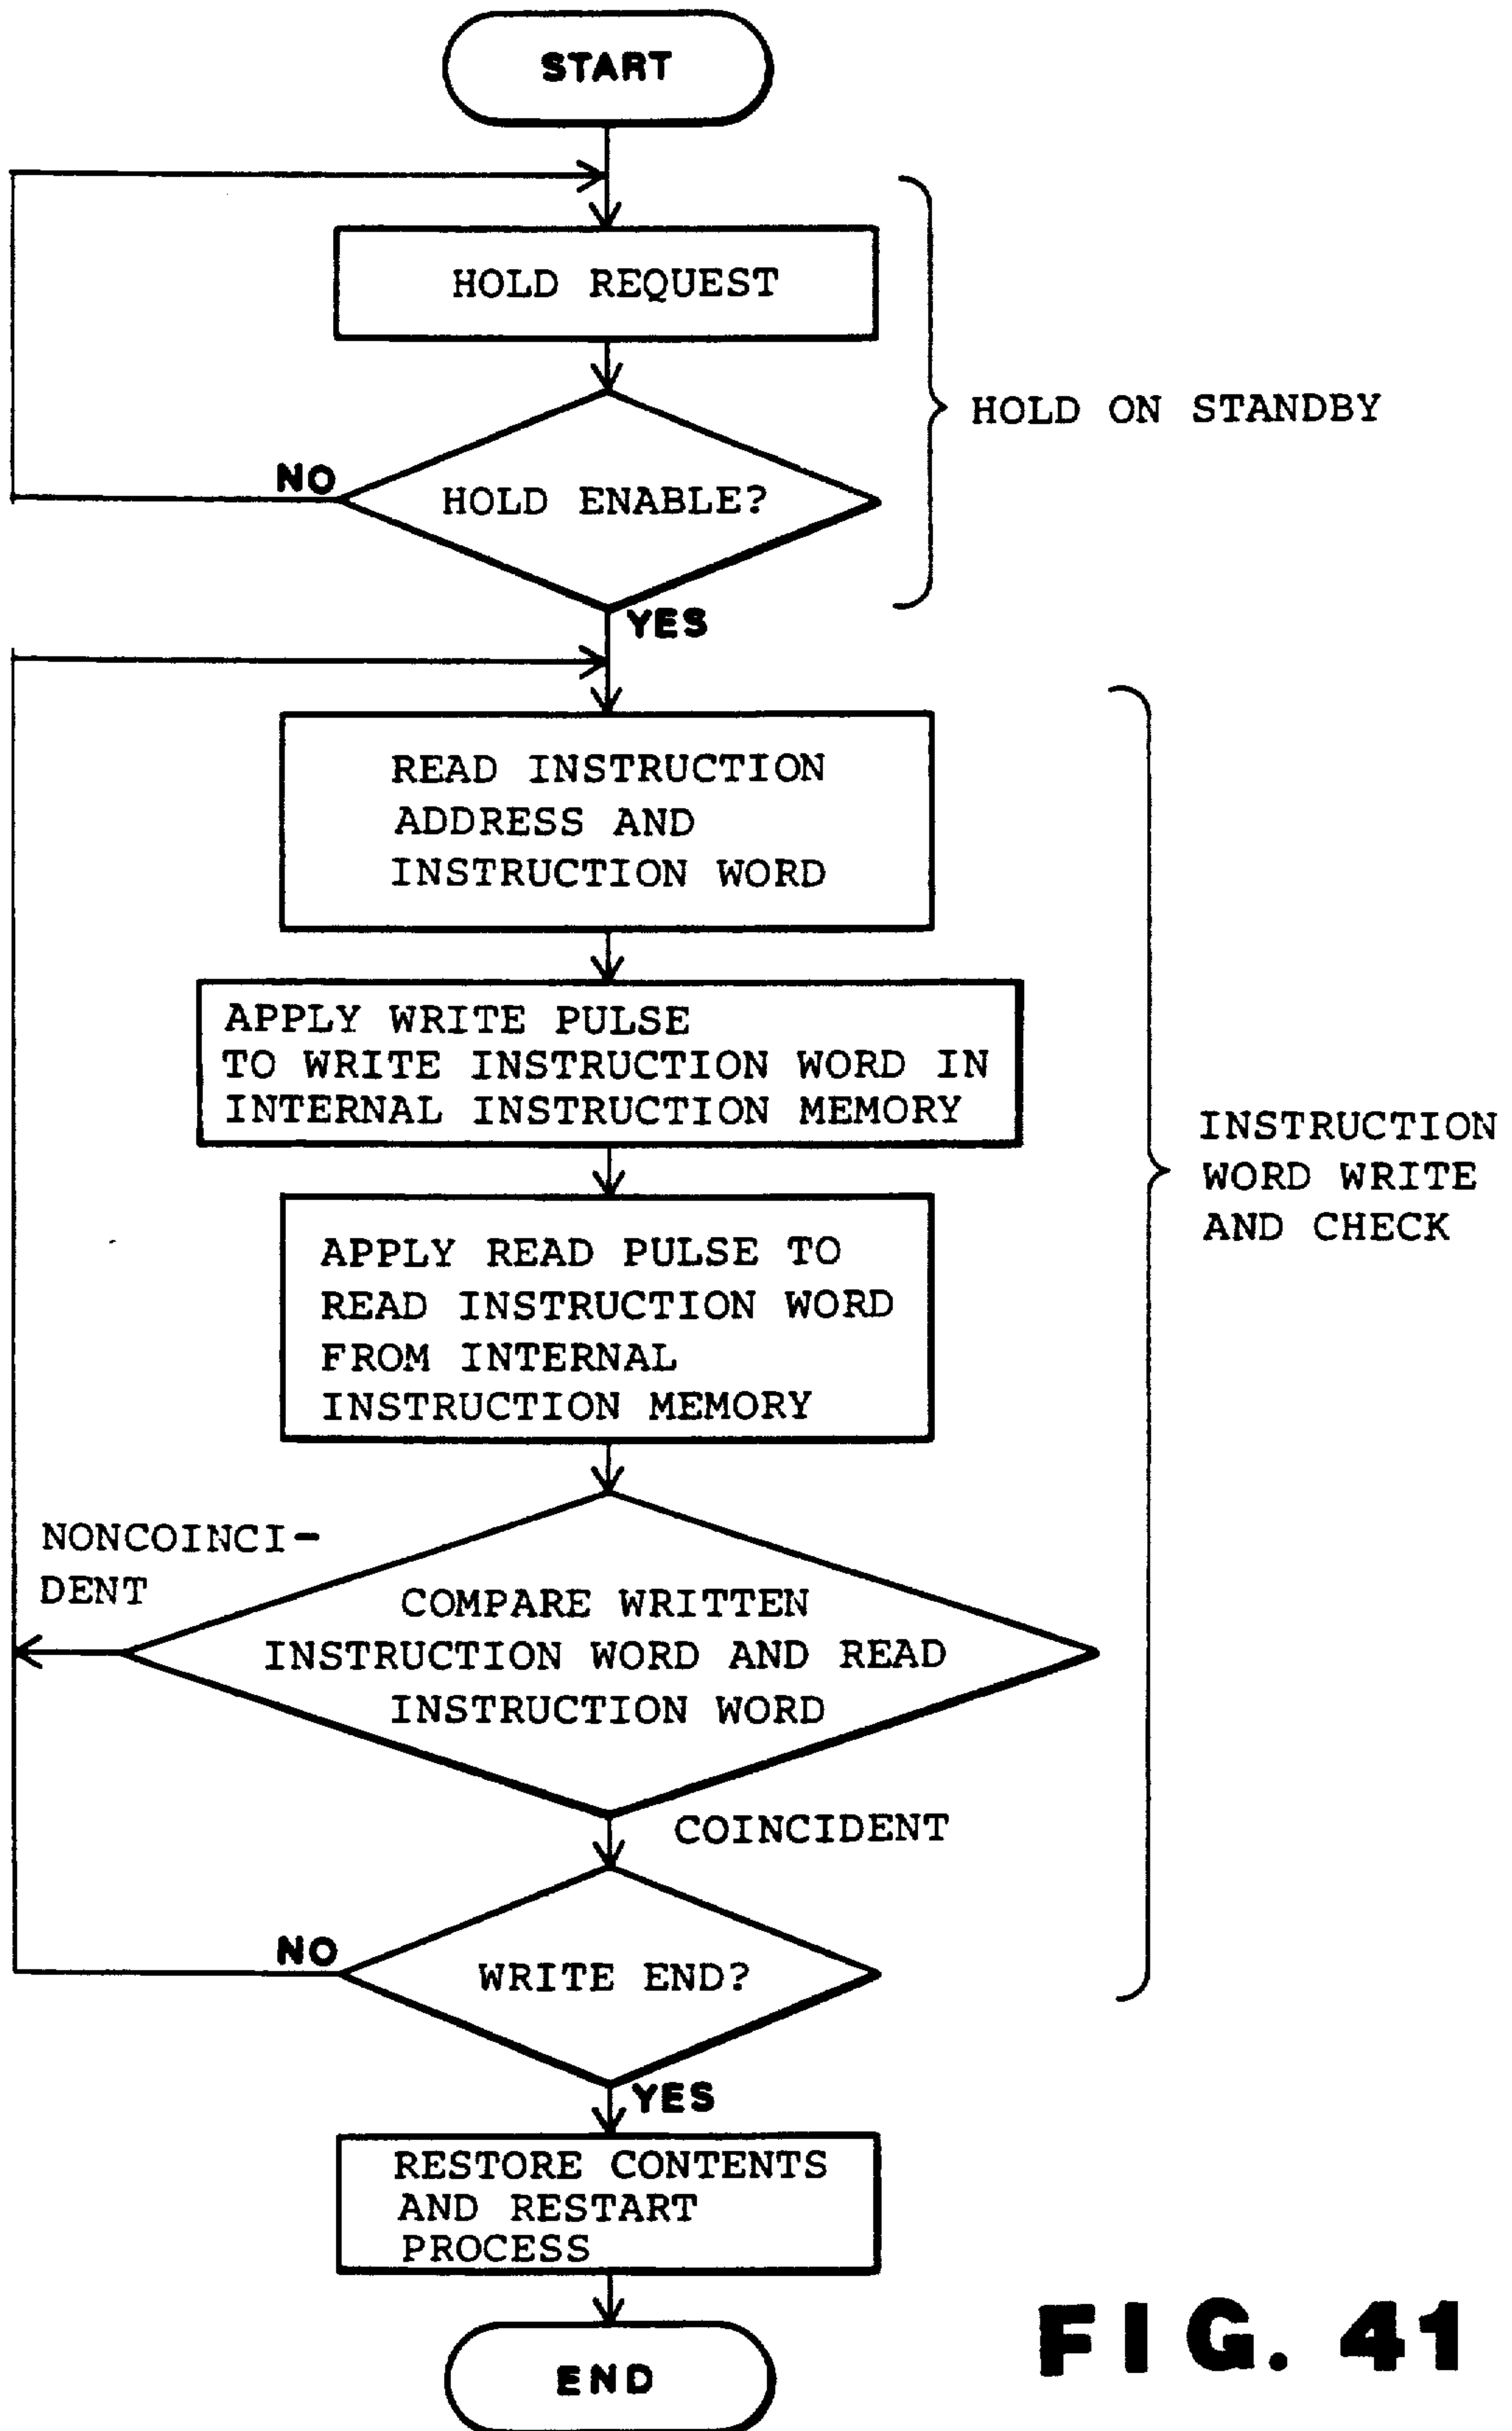 START
HOLD REQUEST
HOLD ON STANDBY
NO
HOLD ENABLE?
YES
READ INSTRUCTION
ADDRESS AND
INSTRUCTION WORD
APPLY WRITE PULSE
TO WRITE INSTRUCTION WORD IN
INTERNAL INSTRUCTION MEMORY
INSTRUCTION
WORD WRITE
AND CHECK
APPLY READ PULSE TO
READ INSTRUCTION WORD
FROM INTERNAL
INSTRUCTION MEMORY
NONCOINCI-
DENT
COMPARE WRITTEN
INSTRUCTION WORD AND READ
INSTRUCTION WORD
COINCIDENT
NO
WRITE END?
YES
RESTORE CONTENTS
AND RESTART
PROCESS
END
FIG. 41